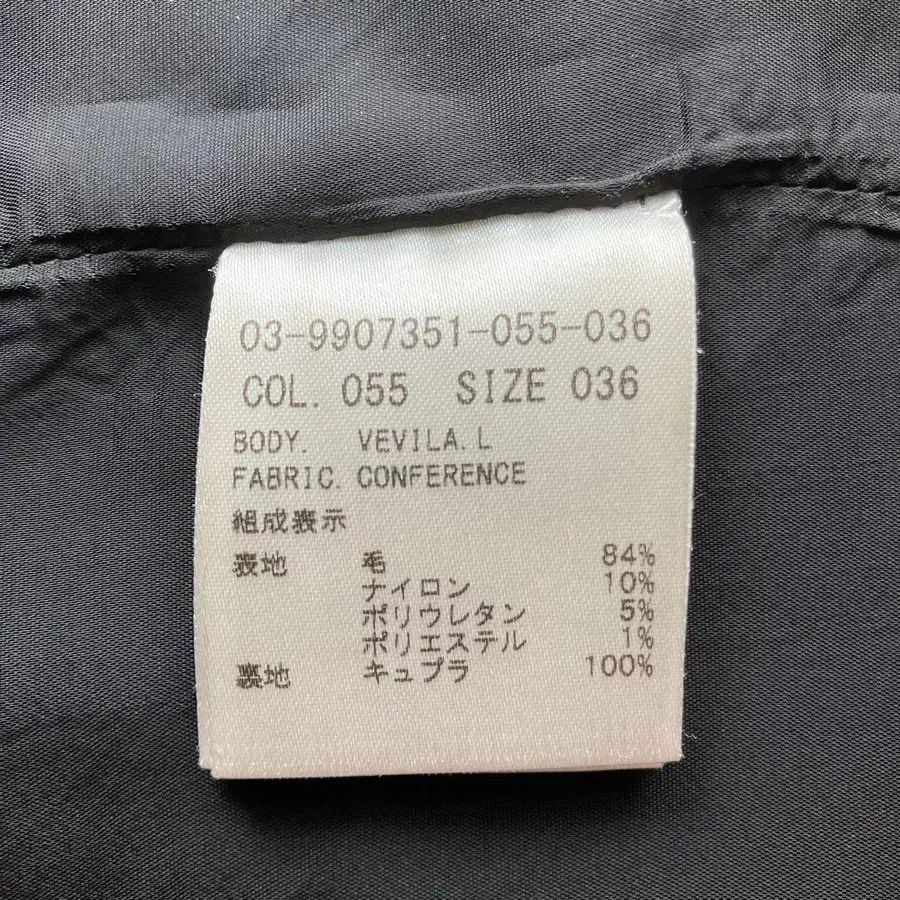 03-9907351-055-036
COL. 055 SIZE 036
BODY. VEVILA.L
FABRIC. CONFERENCE
組成表示
表地 毛 84%
ナイロン 10%
ポリウレタン 5%
ポリエステル 1%
裏地 キュプラ 100%